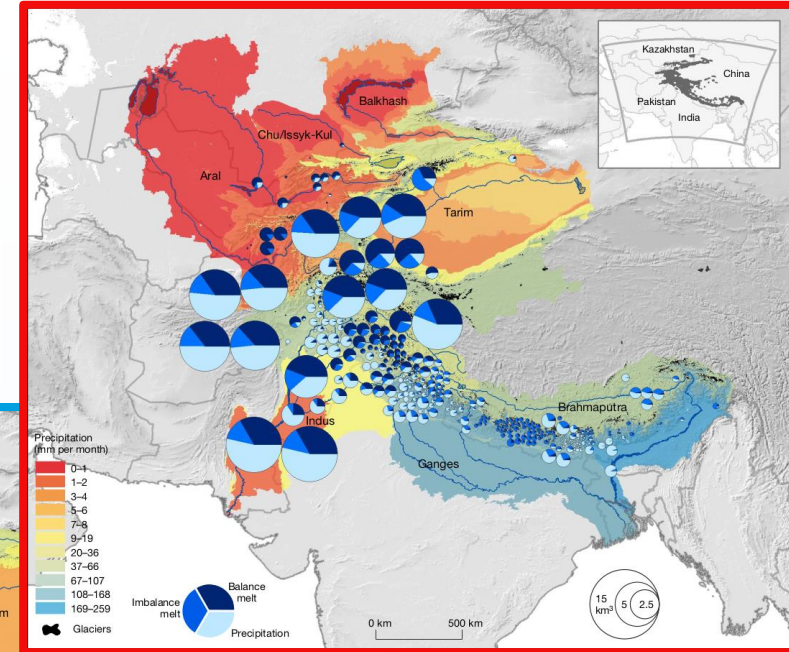 Kazakhstan
China
Pakistan
India
Balkhash
Chu/Issyk-Kul
Aral
Tarim
Indus
Brahmaputra
Ganges
Precipitation
(mm per month)
0–1
1–2
3–4
5–6
7–8
9–19
20–36
37–66
67–107
108–168
169–259
Glaciers
Balance
melt
Imbalance
melt
Precipitation
0 km 500 km
15
km³ 5 2.5
m